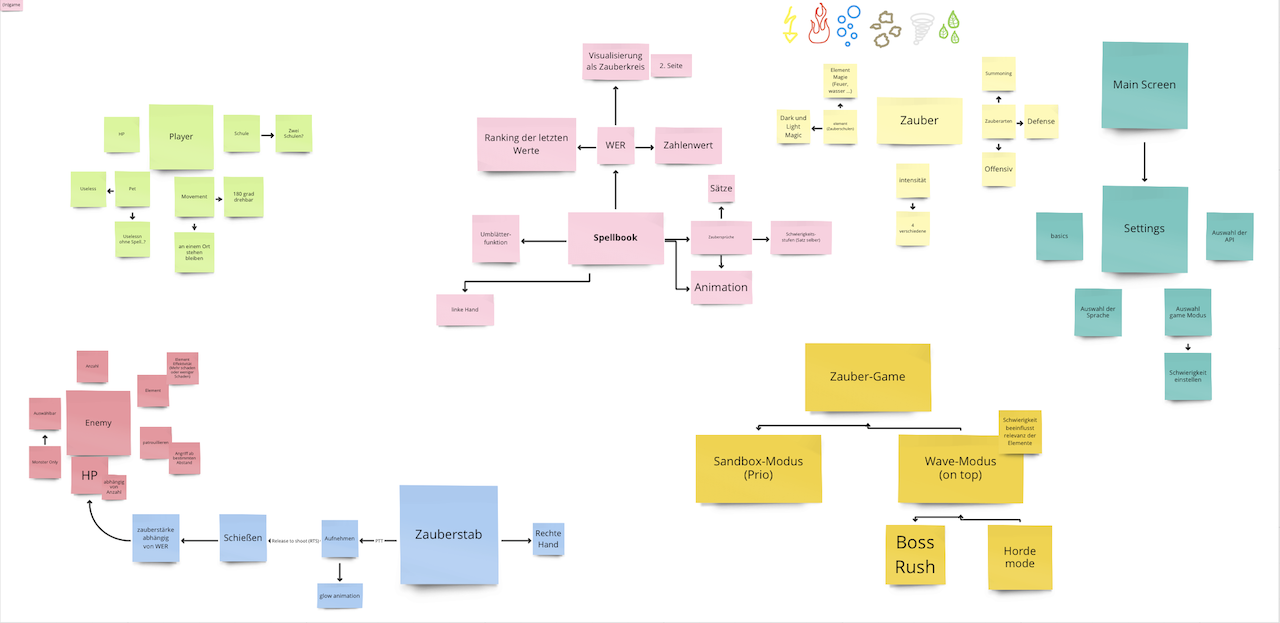 Origame
Visualisierung
als Zauberkreis
2. Seite
Ranking der letzten
Werte
WER
Zahlenwert
Sätze
Umblätter-
funktion
Spellbook
Zaubersprüche
Schwierigkeits-
stufen (Satz selber)
Animation
linke Hand
HP
Player
Schule
Zwei
Schulen?
Useless
Pet
Movement
180 grad
drehbar
Useleson
ohne Spell..?
an einem Ort
stehen
bleiben
Element
Magie
(Feuer,
wasser ...)
Dark und
Light
Magic
element
(Zauberschulen)
Zauber
Summoning
Zauberarten
Defense
Offensiv
intensität
4
verschiedene
Main Screen
Settings
basics
Auswahl der
API
Auswahl der
Sprache
Auswahl
game Modus
Schwierigkeit
einstellen
Anzahl
Element
Effektivität
(Mehr schaden
oder weniger
Schaden)
Element
Auswählbar
Enemy
patroullieren
Angriff ab
bestimmten
Abstand
Monster Only
HP
abhängig
von
Anzahl
Zauber-Game
Sandbox-Modus
(Prio)
Wave-Modus
(on top)
Schwierigkeit
beeinflusst
relevanz der
Elemente
Boss
Rush
Horde
mode
zauberstärke
abhängig
von WER
Schießen
Release to shoot (RTS)
Aufnehmen
PTT
Zauberstab
Rechte
Hand
glow animation